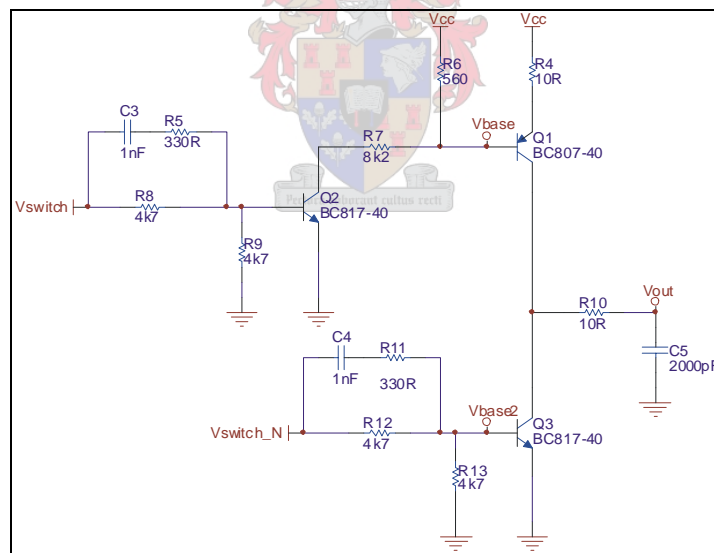 Vcc
Vcc
R6
560
R4
10R
Vbase
C3
1nF
R5
330R
R7
8k2
Q1
BC807-40
Vswitch
R8
4k7
Q2
BC817-40
R9
4k7
Vout
R10
10R
C5
2000pF
C4
1nF
R11
330R
Vswitch_N
R12
4k7
Vbase2
Q3
BC817-40
R13
4k7
cultus recti